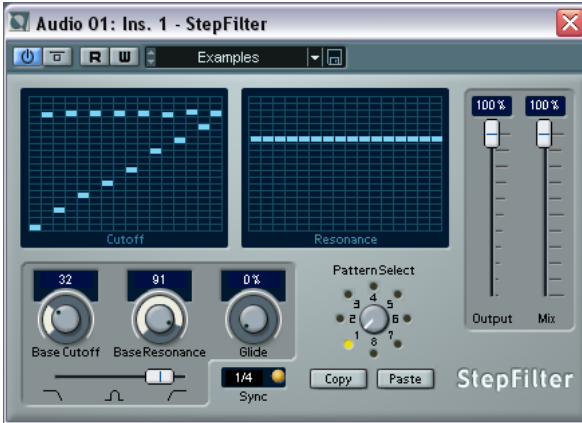 Audio 01: Ins. 1 - StepFilter
R W Examples
Cutoff Resonance
100 % 100 %
Output Mix
32 91 0 %
Base Cutoff Base Resonance Glide
Pattern Select
1 2 3 4 5 6 7 8
1/4
Sync
Copy Paste
StepFilter